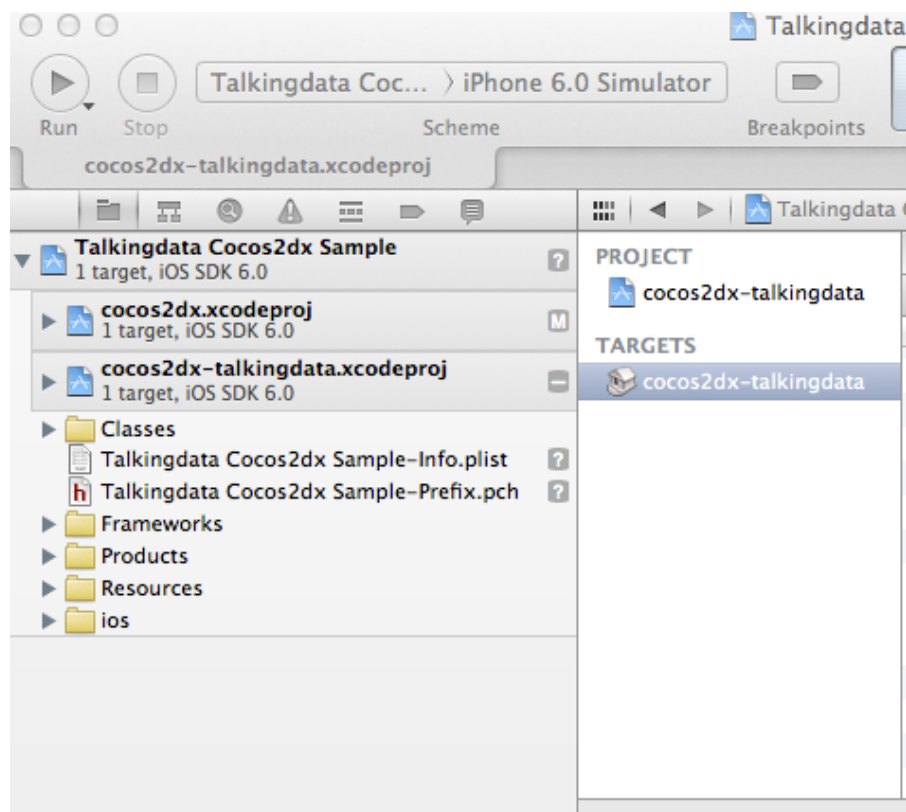 Talkingdata
Talkingdata Coc... 〉 iPhone 6.0 Simulator
Run Stop Scheme Breakpoints
cocos2dx-talkingdata.xcodeproj
Talkingdata
Talkingdata Cocos2dx Sample
1 target, iOS SDK 6.0
?
cocos2dx.xcodeproj
1 target, iOS SDK 6.0
M
cocos2dx-talkingdata.xcodeproj
1 target, iOS SDK 6.0
Classes
Talkingdata Cocos2dx Sample-Info.plist ?
h Talkingdata Cocos2dx Sample-Prefix.pch ?
Frameworks
Products
Resources
ios
PROJECT
cocos2dx-talkingdata
TARGETS
cocos2dx-talkingdata